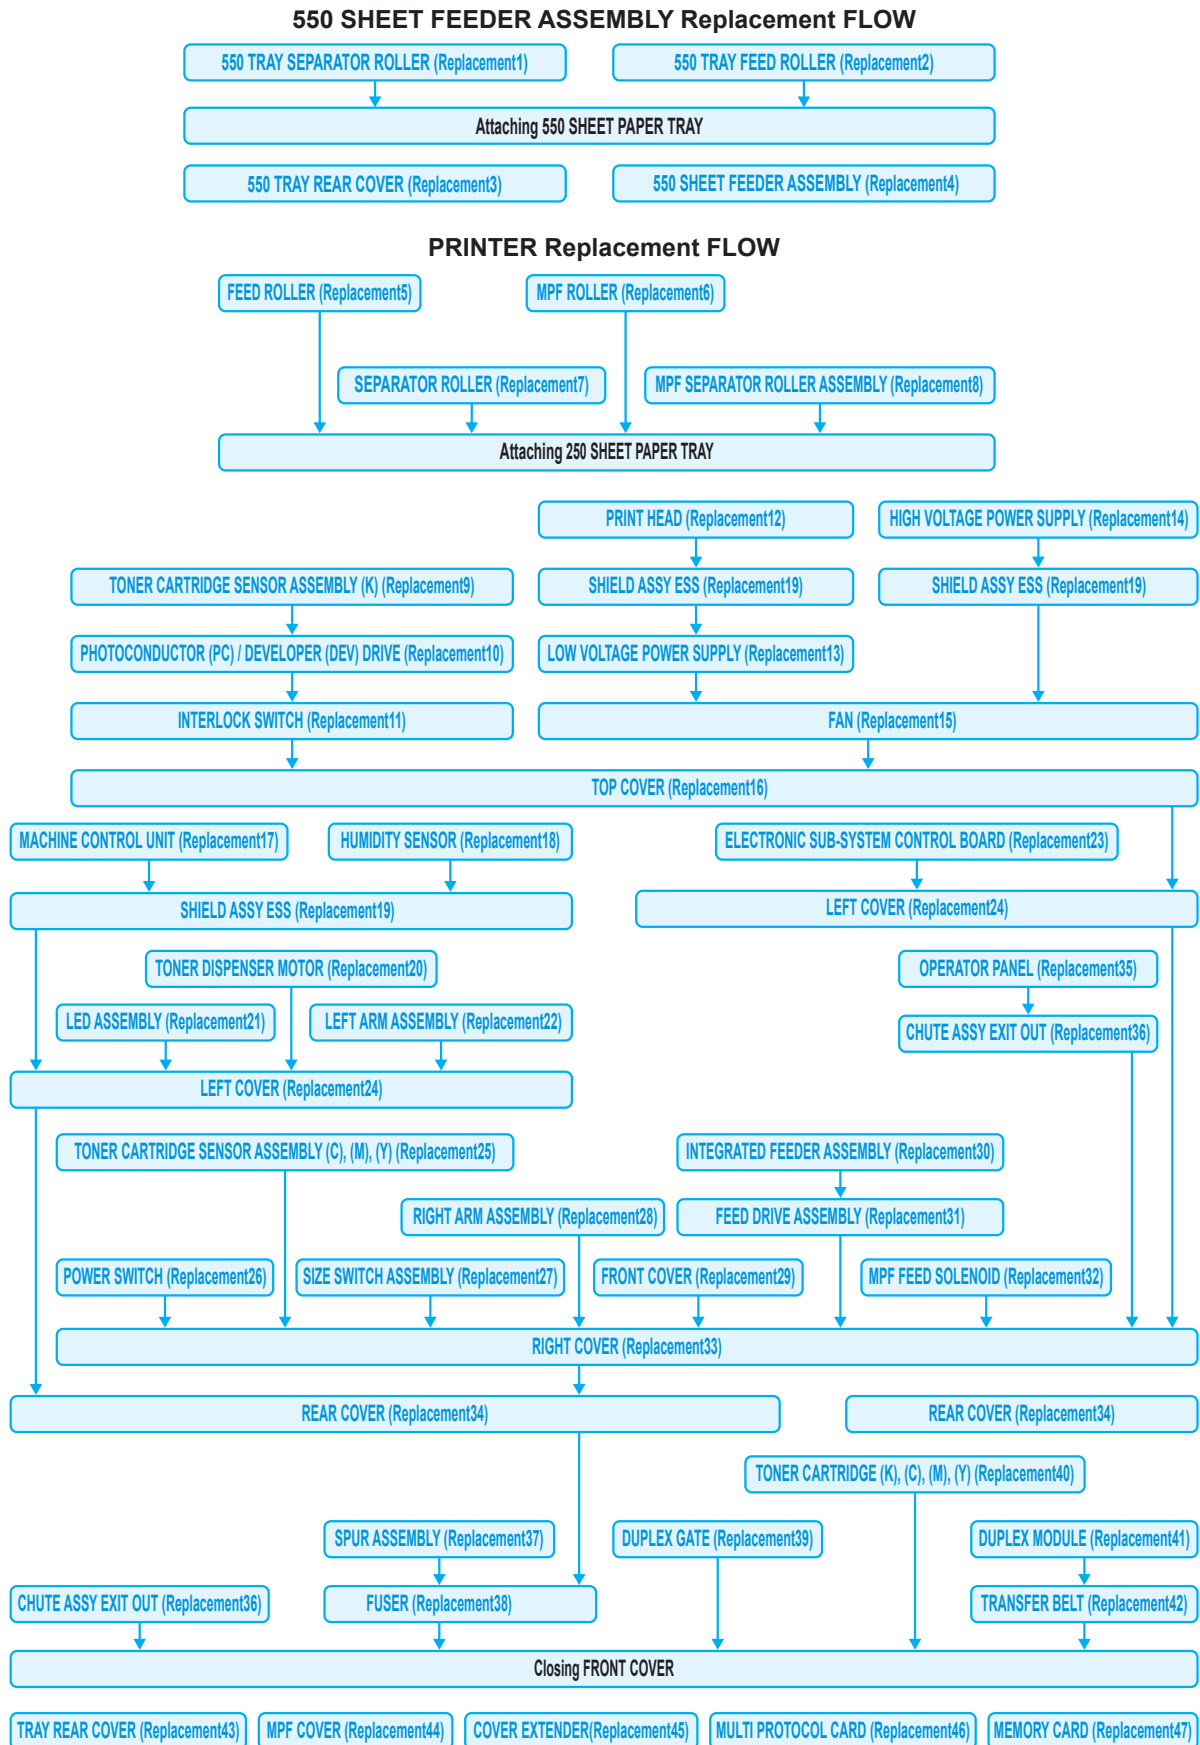 550 SHEET FEEDER ASSEMBLY Replacement FLOW
550 TRAY SEPARATOR ROLLER (Replacement1)
550 TRAY FEED ROLLER (Replacement2)
Attaching 550 SHEET PAPER TRAY
550 TRAY REAR COVER (Replacement3)
550 SHEET FEEDER ASSEMBLY (Replacement4)
PRINTER Replacement FLOW
FEED ROLLER (Replacement5)
MPF ROLLER (Replacement6)
SEPARATOR ROLLER (Replacement7)
MPF SEPARATOR ROLLER ASSEMBLY (Replacement8)
Attaching 250 SHEET PAPER TRAY
PRINT HEAD (Replacement12)
HIGH VOLTAGE POWER SUPPLY (Replacement14)
TONER CARTRIDGE SENSOR ASSEMBLY (K) (Replacement9)
SHIELD ASSY ESS (Replacement19)
SHIELD ASSY ESS (Replacement19)
PHOTOCONDUCTOR (PC) / DEVELOPER (DEV) DRIVE (Replacement10)
LOW VOLTAGE POWER SUPPLY (Replacement13)
INTERLOCK SWITCH (Replacement11)
FAN (Replacement15)
TOP COVER (Replacement16)
MACHINE CONTROL UNIT (Replacement17)
HUMIDITY SENSOR (Replacement18)
ELECTRONIC SUB-SYSTEM CONTROL BOARD (Replacement23)
SHIELD ASSY ESS (Replacement19)
LEFT COVER (Replacement24)
TONER DISPENSER MOTOR (Replacement20)
OPERATOR PANEL (Replacement35)
LED ASSEMBLY (Replacement21)
LEFT ARM ASSEMBLY (Replacement22)
CHUTE ASSY EXIT OUT (Replacement36)
LEFT COVER (Replacement24)
TONER CARTRIDGE SENSOR ASSEMBLY (C), (M), (Y) (Replacement25)
INTEGRATED FEEDER ASSEMBLY (Replacement30)
RIGHT ARM ASSEMBLY (Replacement28)
FEED DRIVE ASSEMBLY (Replacement31)
POWER SWITCH (Replacement26)
SIZE SWITCH ASSEMBLY (Replacement27)
FRONT COVER (Replacement29)
MPF FEED SOLENOID (Replacement32)
RIGHT COVER (Replacement33)
REAR COVER (Replacement34)
REAR COVER (Replacement34)
TONER CARTRIDGE (K), (C), (M), (Y) (Replacement40)
SPUR ASSEMBLY (Replacement37)
DUPLEX GATE (Replacement39)
DUPLEX MODULE (Replacement41)
CHUTE ASSY EXIT OUT (Replacement36)
FUSER (Replacement38)
TRANSFER BELT (Replacement42)
Closing FRONT COVER
TRAY REAR COVER (Replacement43)
MPF COVER (Replacement44)
COVER EXTENDER(Replacement45)
MULTI PROTOCOL CARD (Replacement46)
MEMORY CARD (Replacement47)